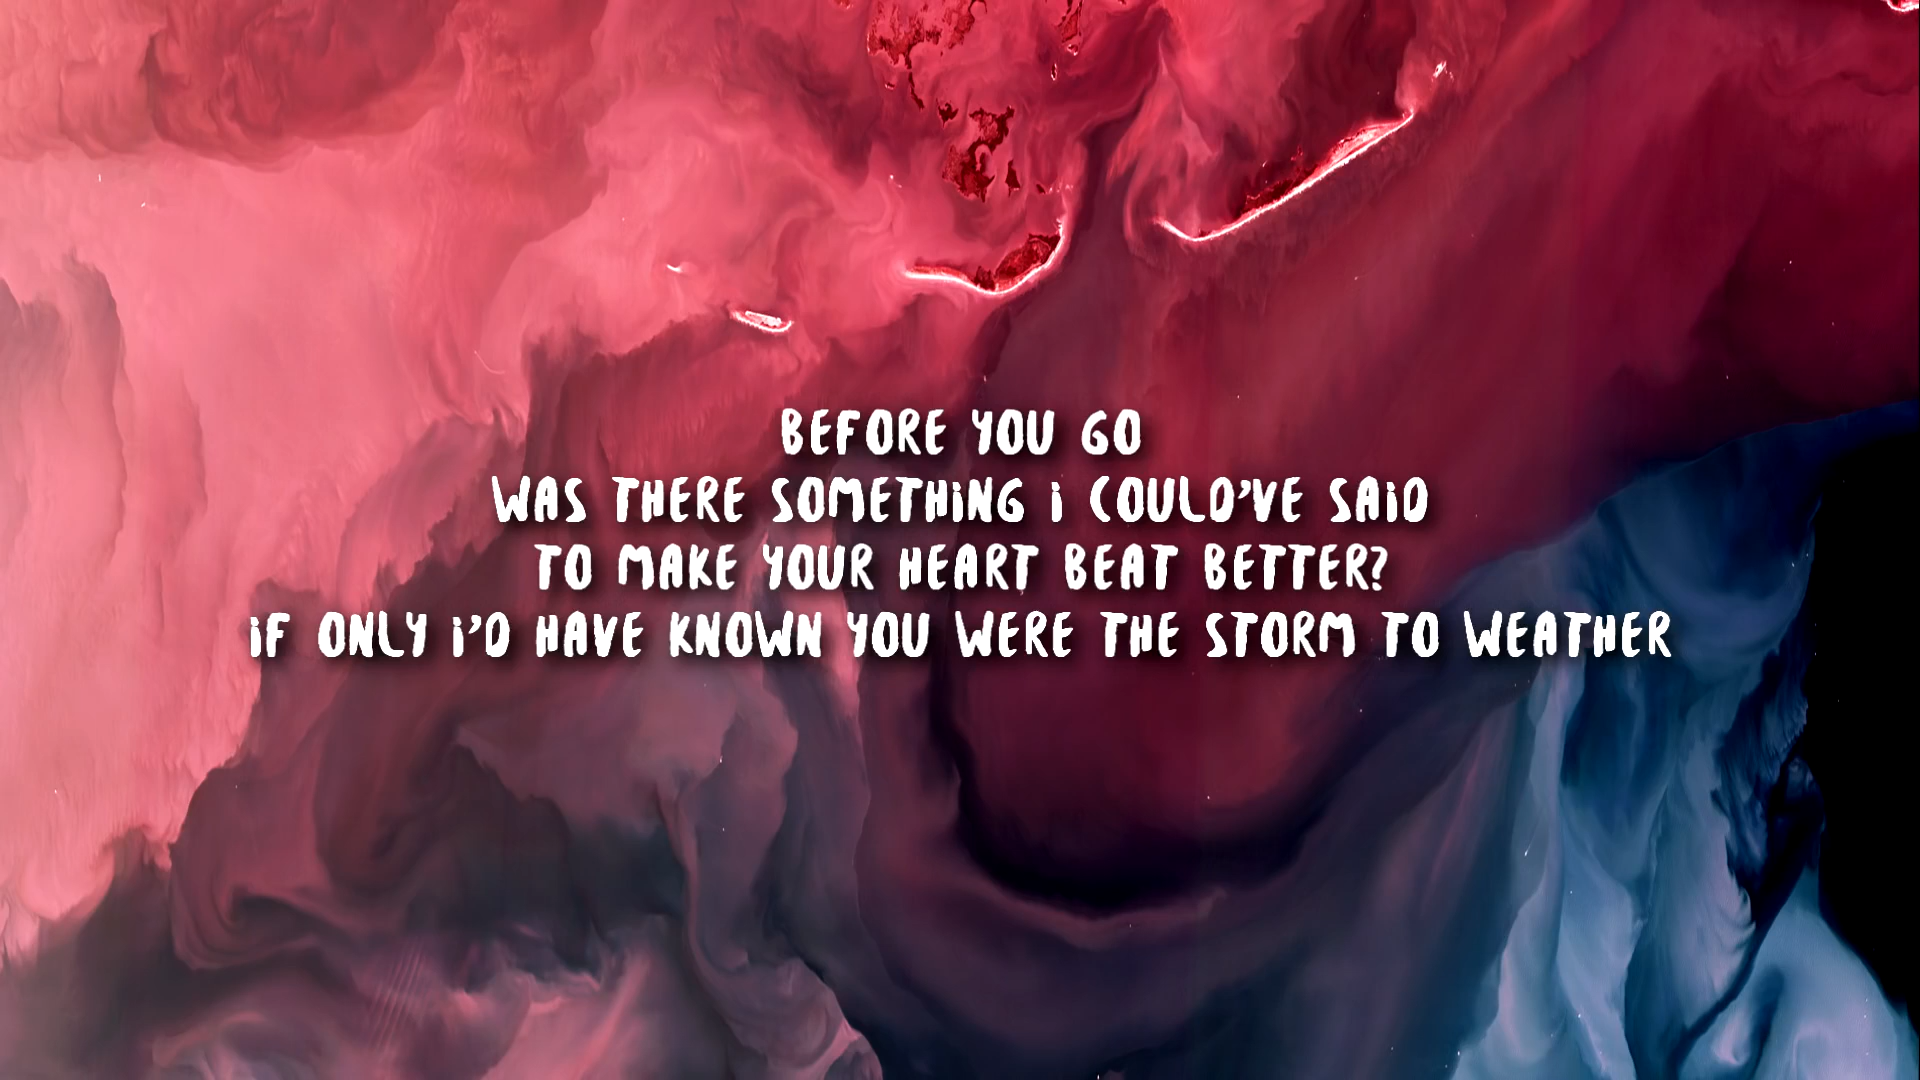 BEFORE YOU GO
WAS THERE SOMETHING i COULD'VE SAiD
TO MAKE YOUR HEART BEAT BETTER?
iF ONLY i'D HAVE KNOWN YOU WERE THE STORM TO WEATHER